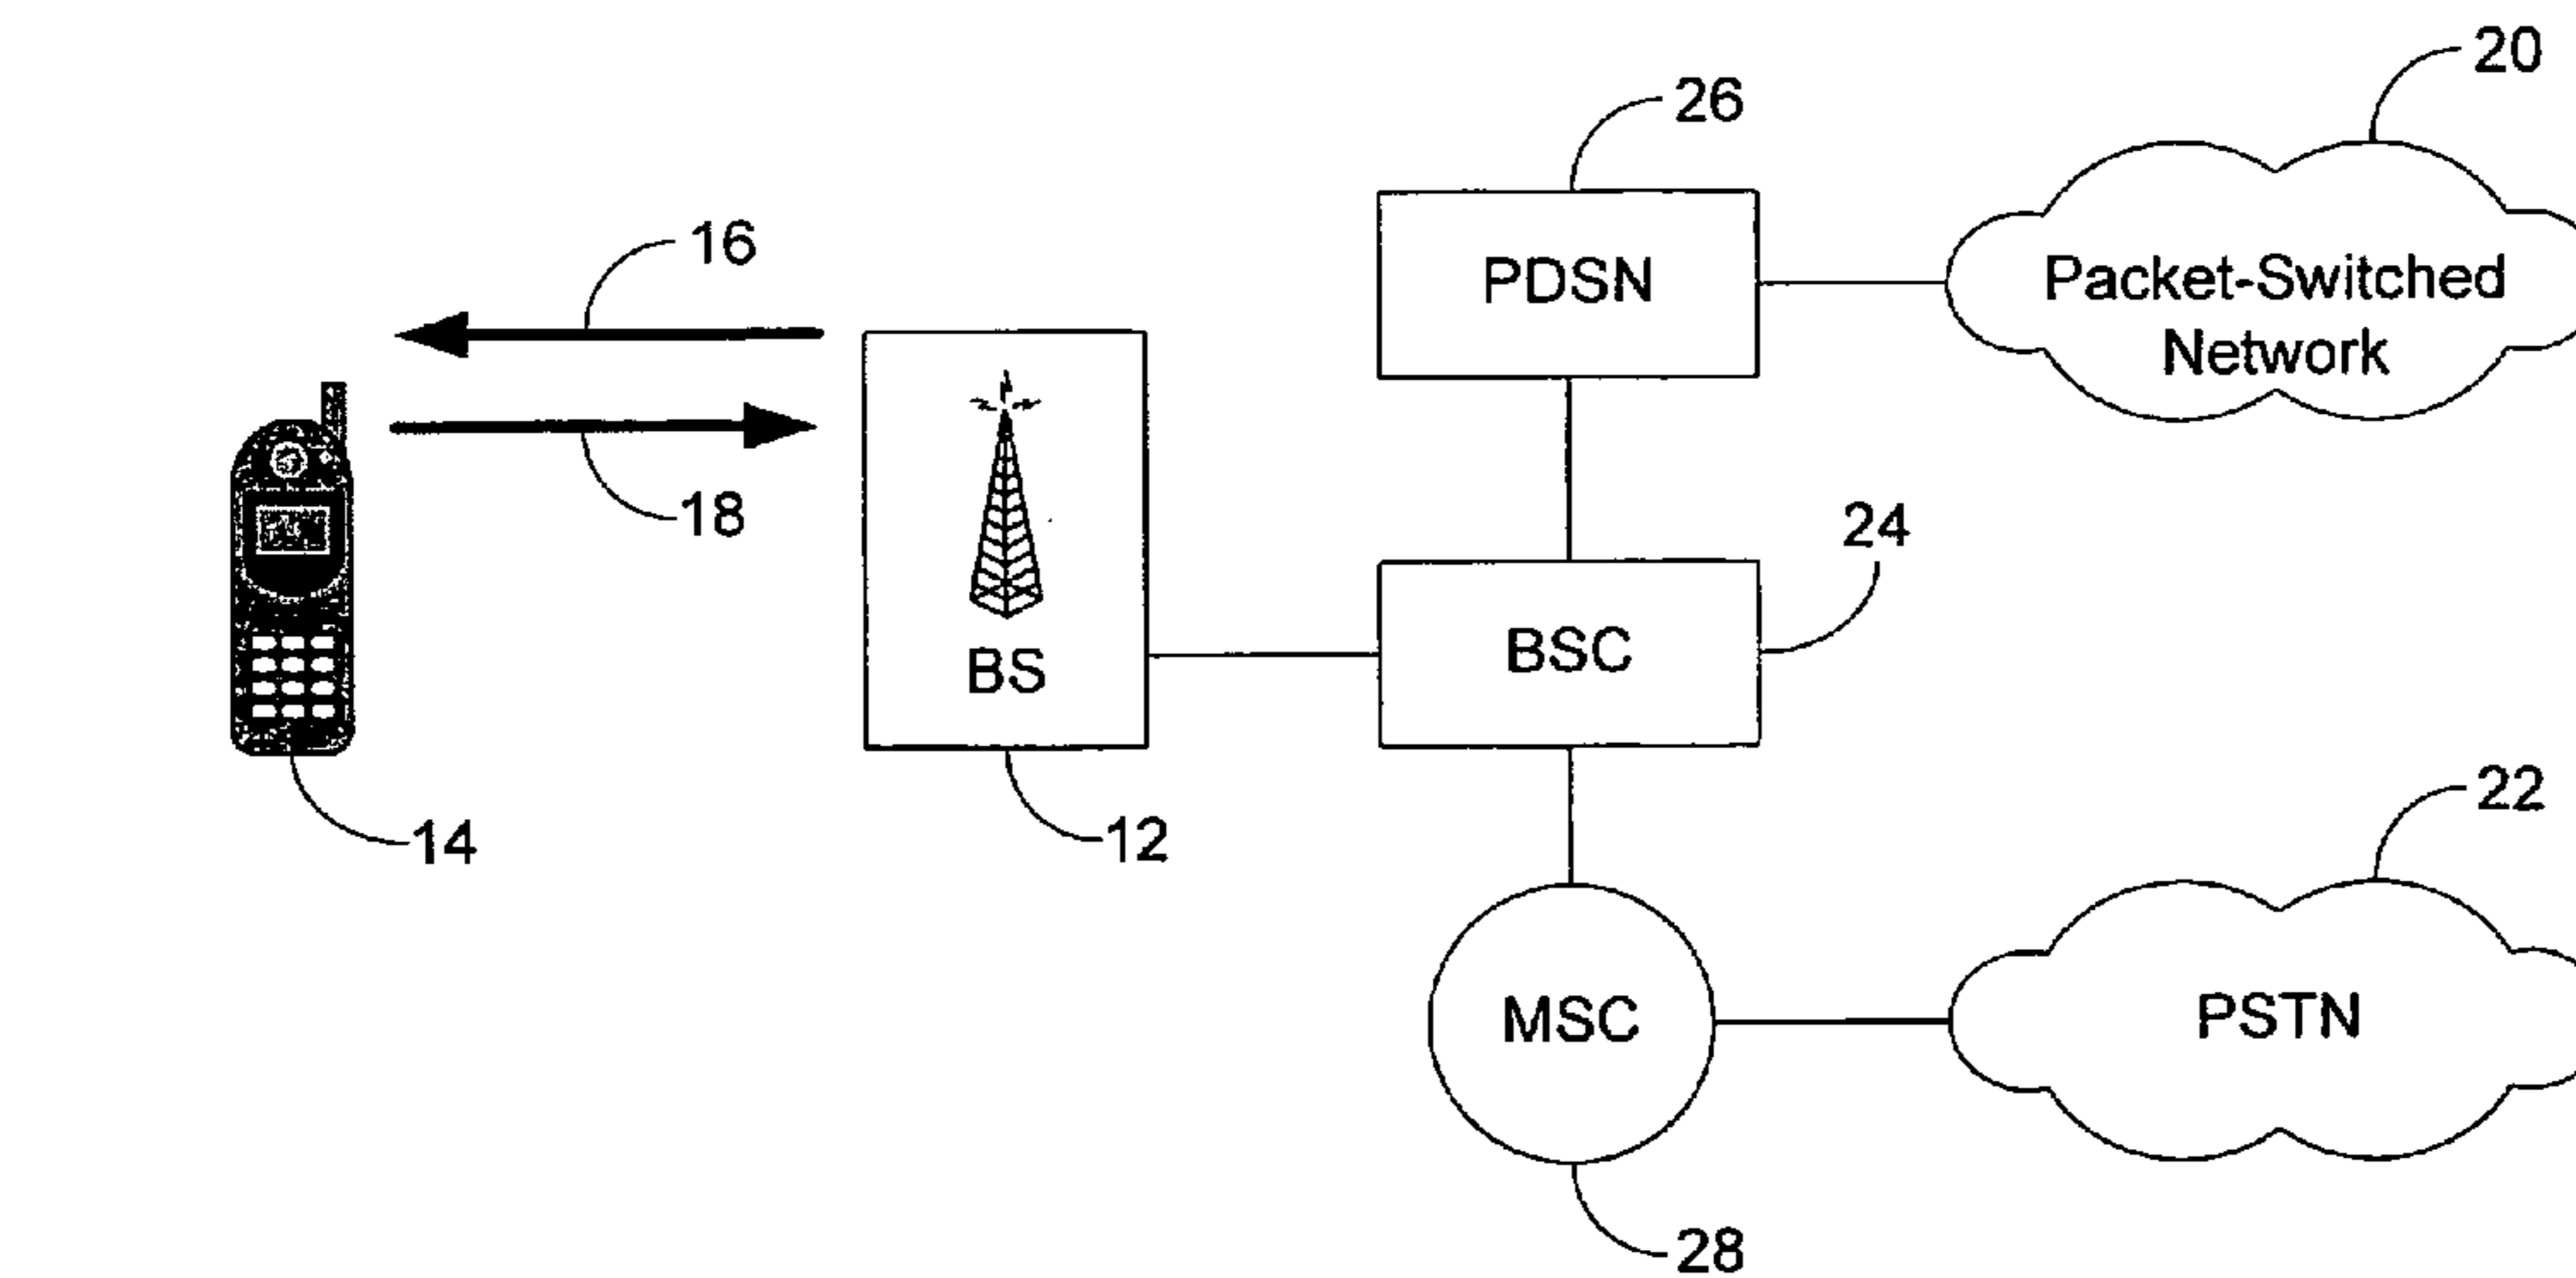 20
26
16
PDSN
Packet-Switched
Network
18
24
BS
BSC
14
12
22
MSC
PSTN
28